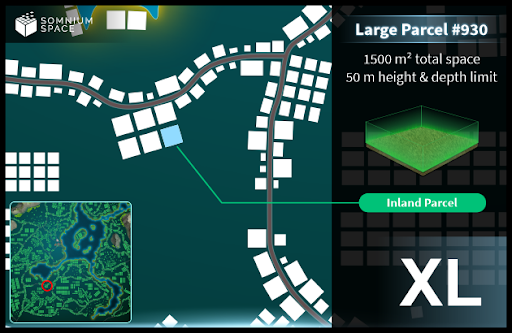 SOMNIUM
SPACE
Large Parcel #930
1500 m² total space
50 m height & depth limit
Inland Parcel
XL